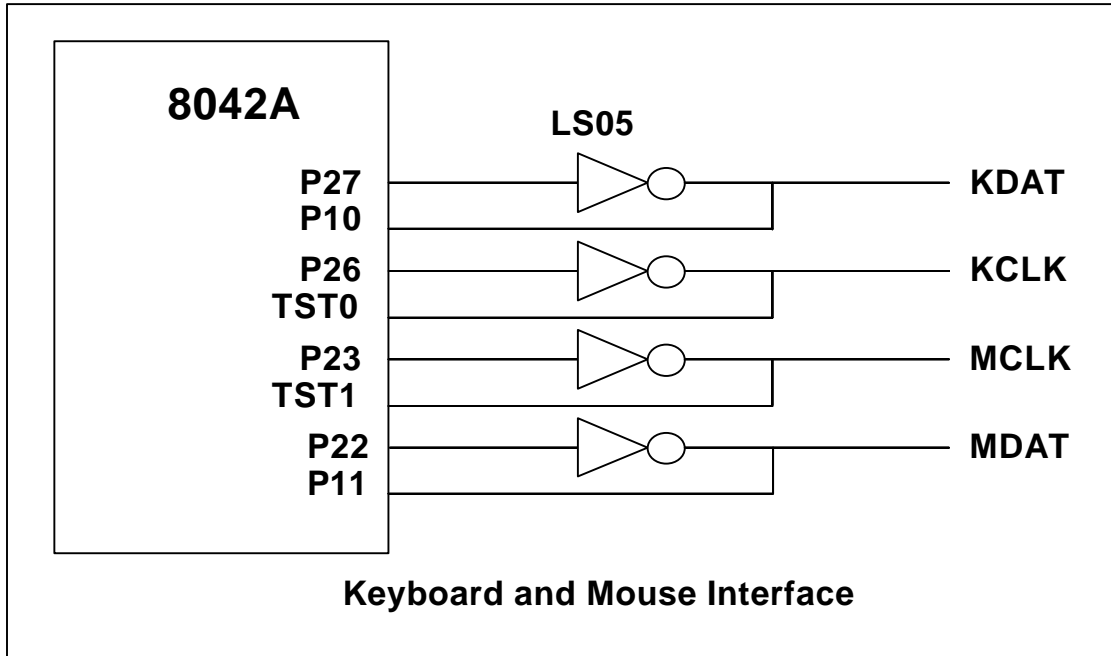 8042A
LS05
P27
KDAT
P10
P26
KCLK
TST0
P23
MCLK
TST1
P22
MDAT
P11
Keyboard and Mouse Interface